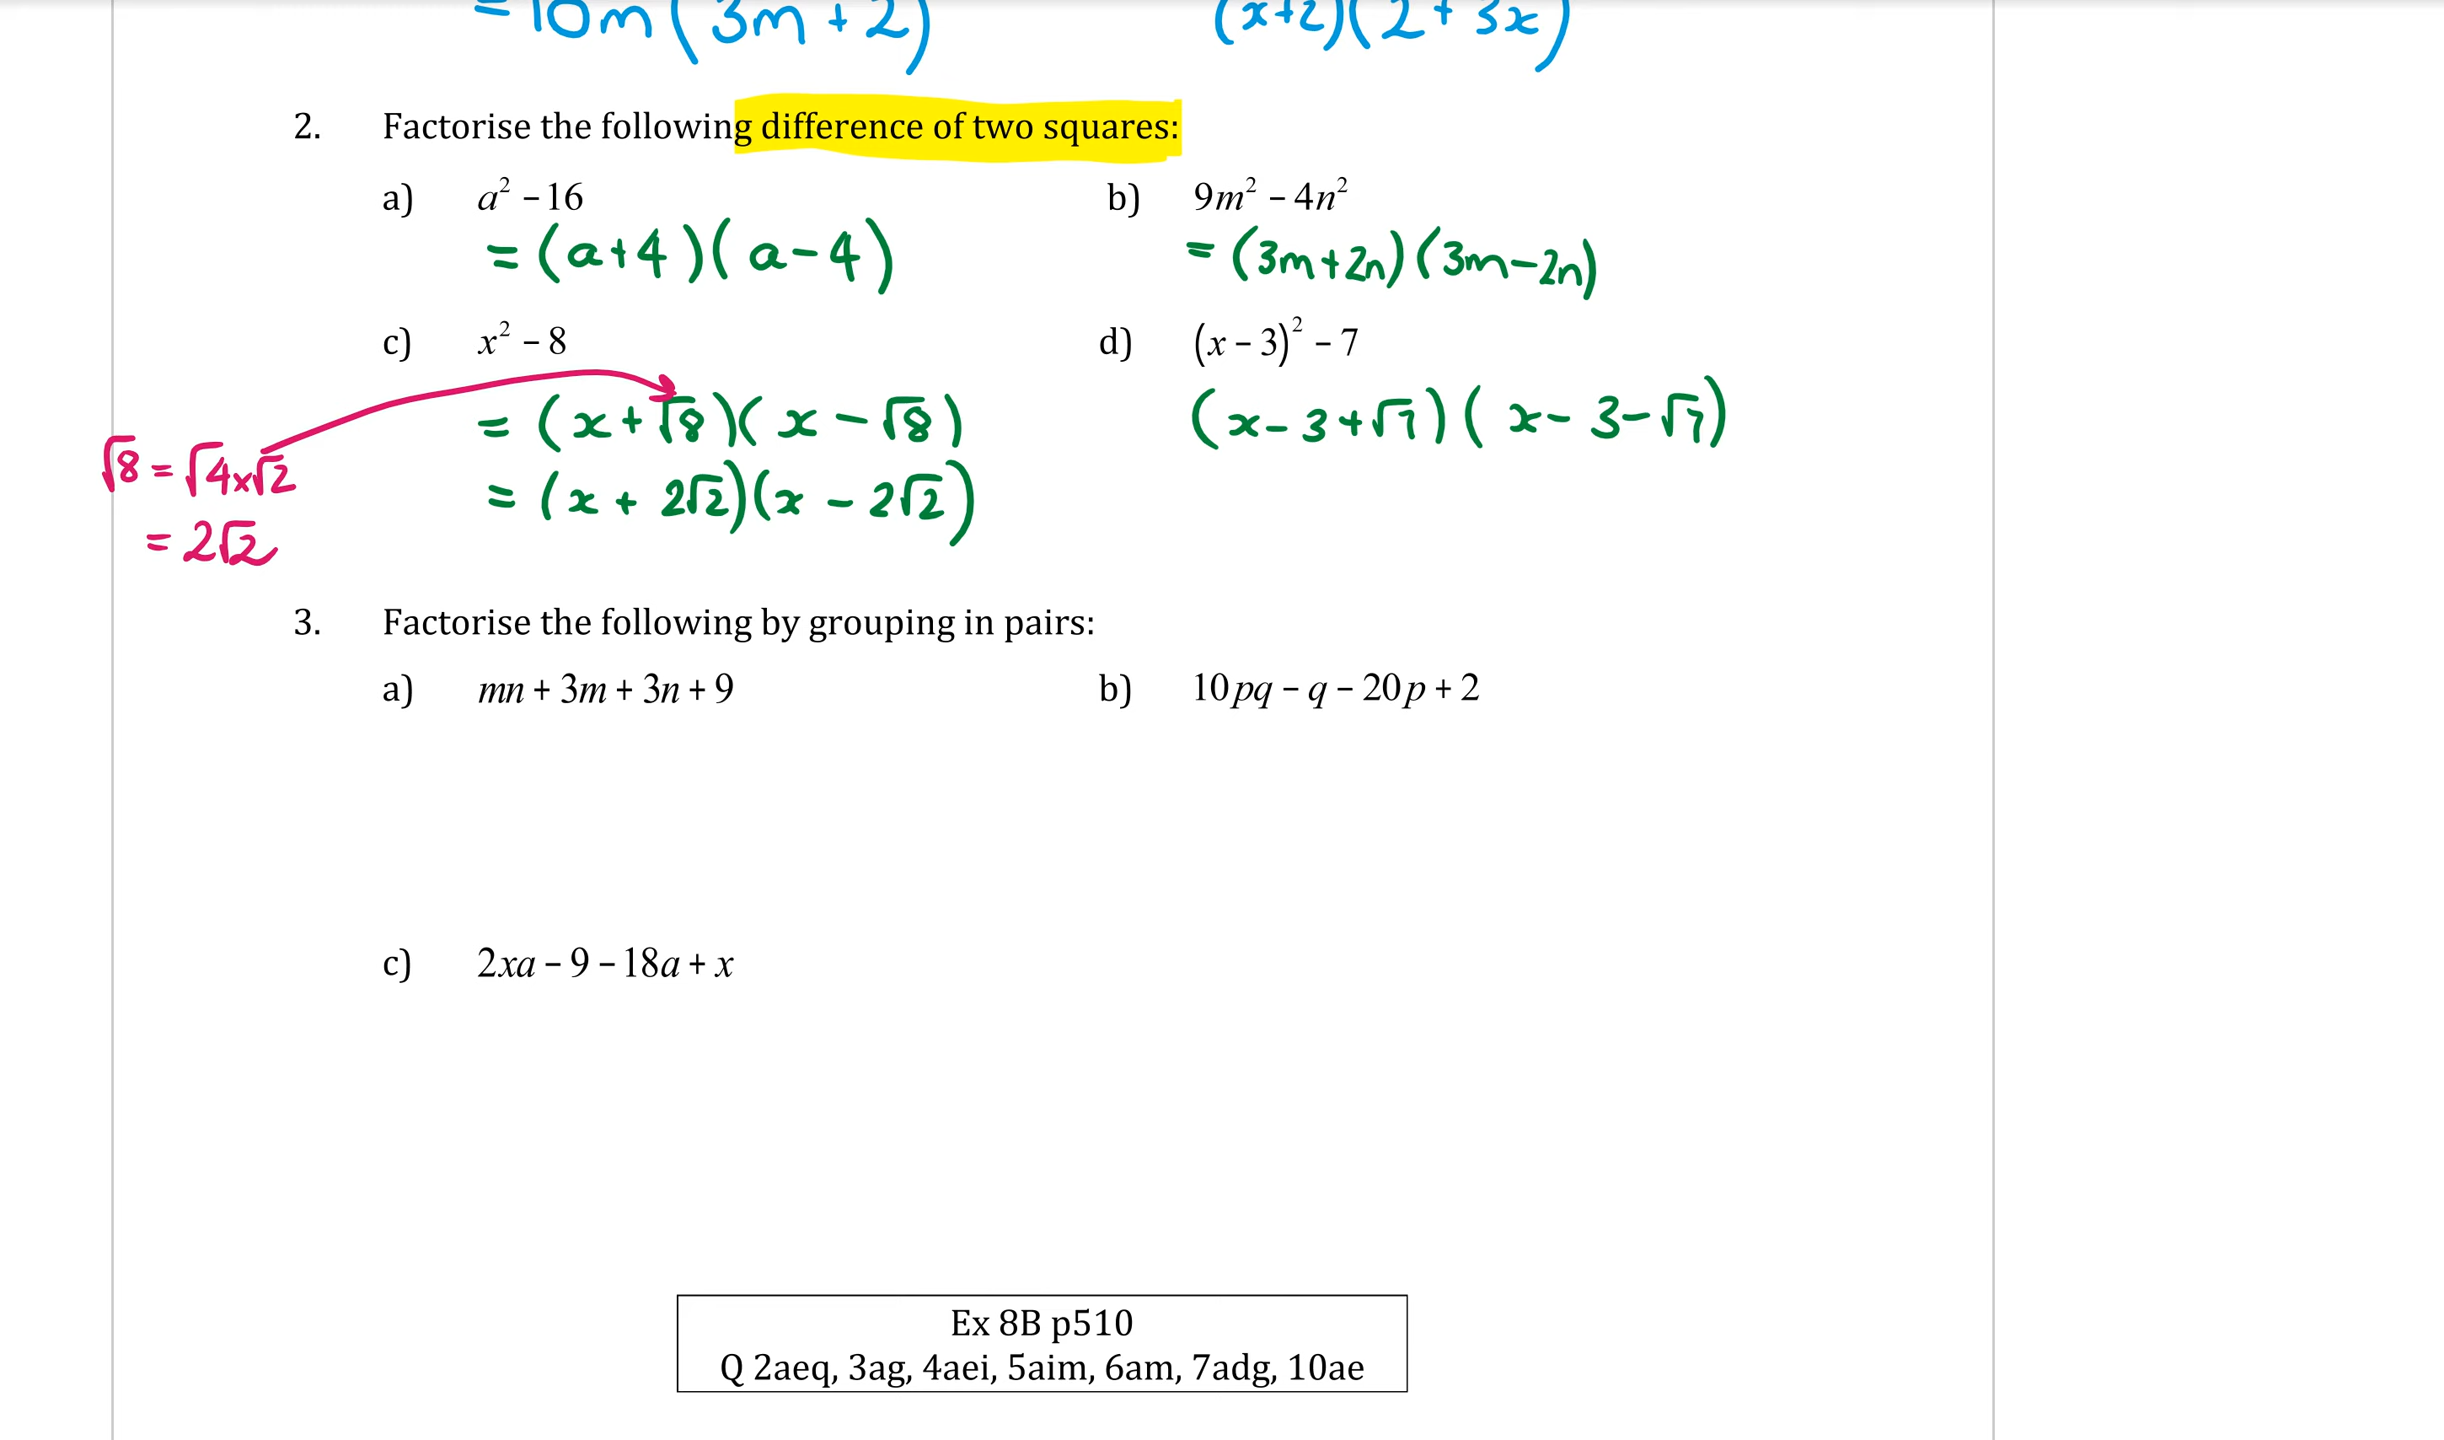 = 10m (3m + 2)
(x+2)(2 + 3x)
2. Factorise the following difference of two squares:
a) a² − 16
b) 9m² − 4n²
= (a+4)(a−4)
= (3m+2n)(3m−2n)
c) x² − 8
d) (x − 3)² − 7
= (x+√8)(x − √8)
(x−3+√7)(x−3−√7)
√8 = √4×√2
= (x + 2√2)(x − 2√2)
= 2√2
3. Factorise the following by grouping in pairs:
a) mn + 3m + 3n + 9
b) 10pq − q − 20p + 2
c) 2xa − 9 − 18a + x
Ex 8B p510
Q 2aeq, 3ag, 4aei, 5aim, 6am, 7adg, 10ae